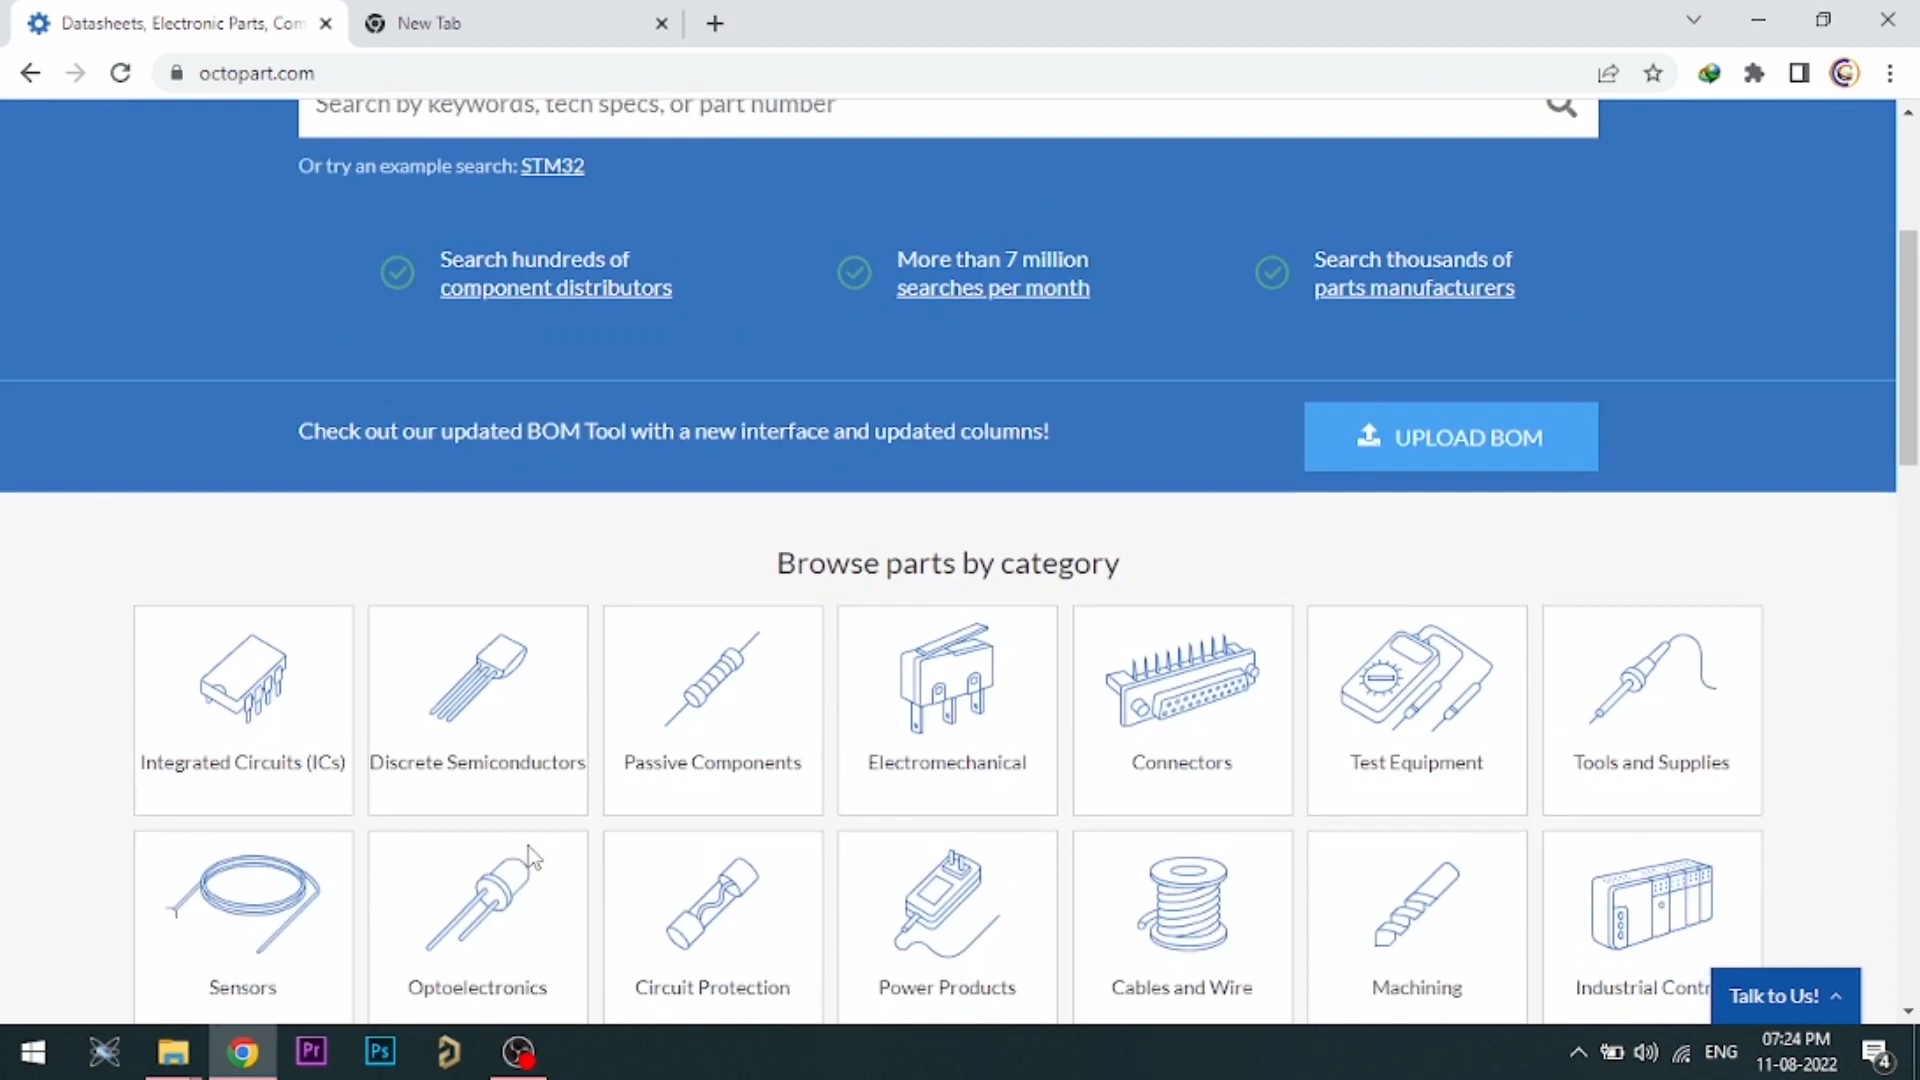 Datasheets, Electronic Parts, Com
New Tab
octopart.com
Search by keywords, tech specs, or part number
Or try an example search: STM32
Search hundreds of
component distributors
More than 7 million
searches per month
Search thousands of
parts manufacturers
Check out our updated BOM Tool with a new interface and updated columns!
UPLOAD BOM
Browse parts by category
Integrated Circuits (ICs)
Discrete Semiconductors
Passive Components
Electromechanical
Connectors
Test Equipment
Tools and Supplies
Sensors
Optoelectronics
Circuit Protection
Power Products
Cables and Wire
Machining
Industrial Contr
Talk to Us!
Pr
Ps
ENG
07:24 PM
11-08-2022
4